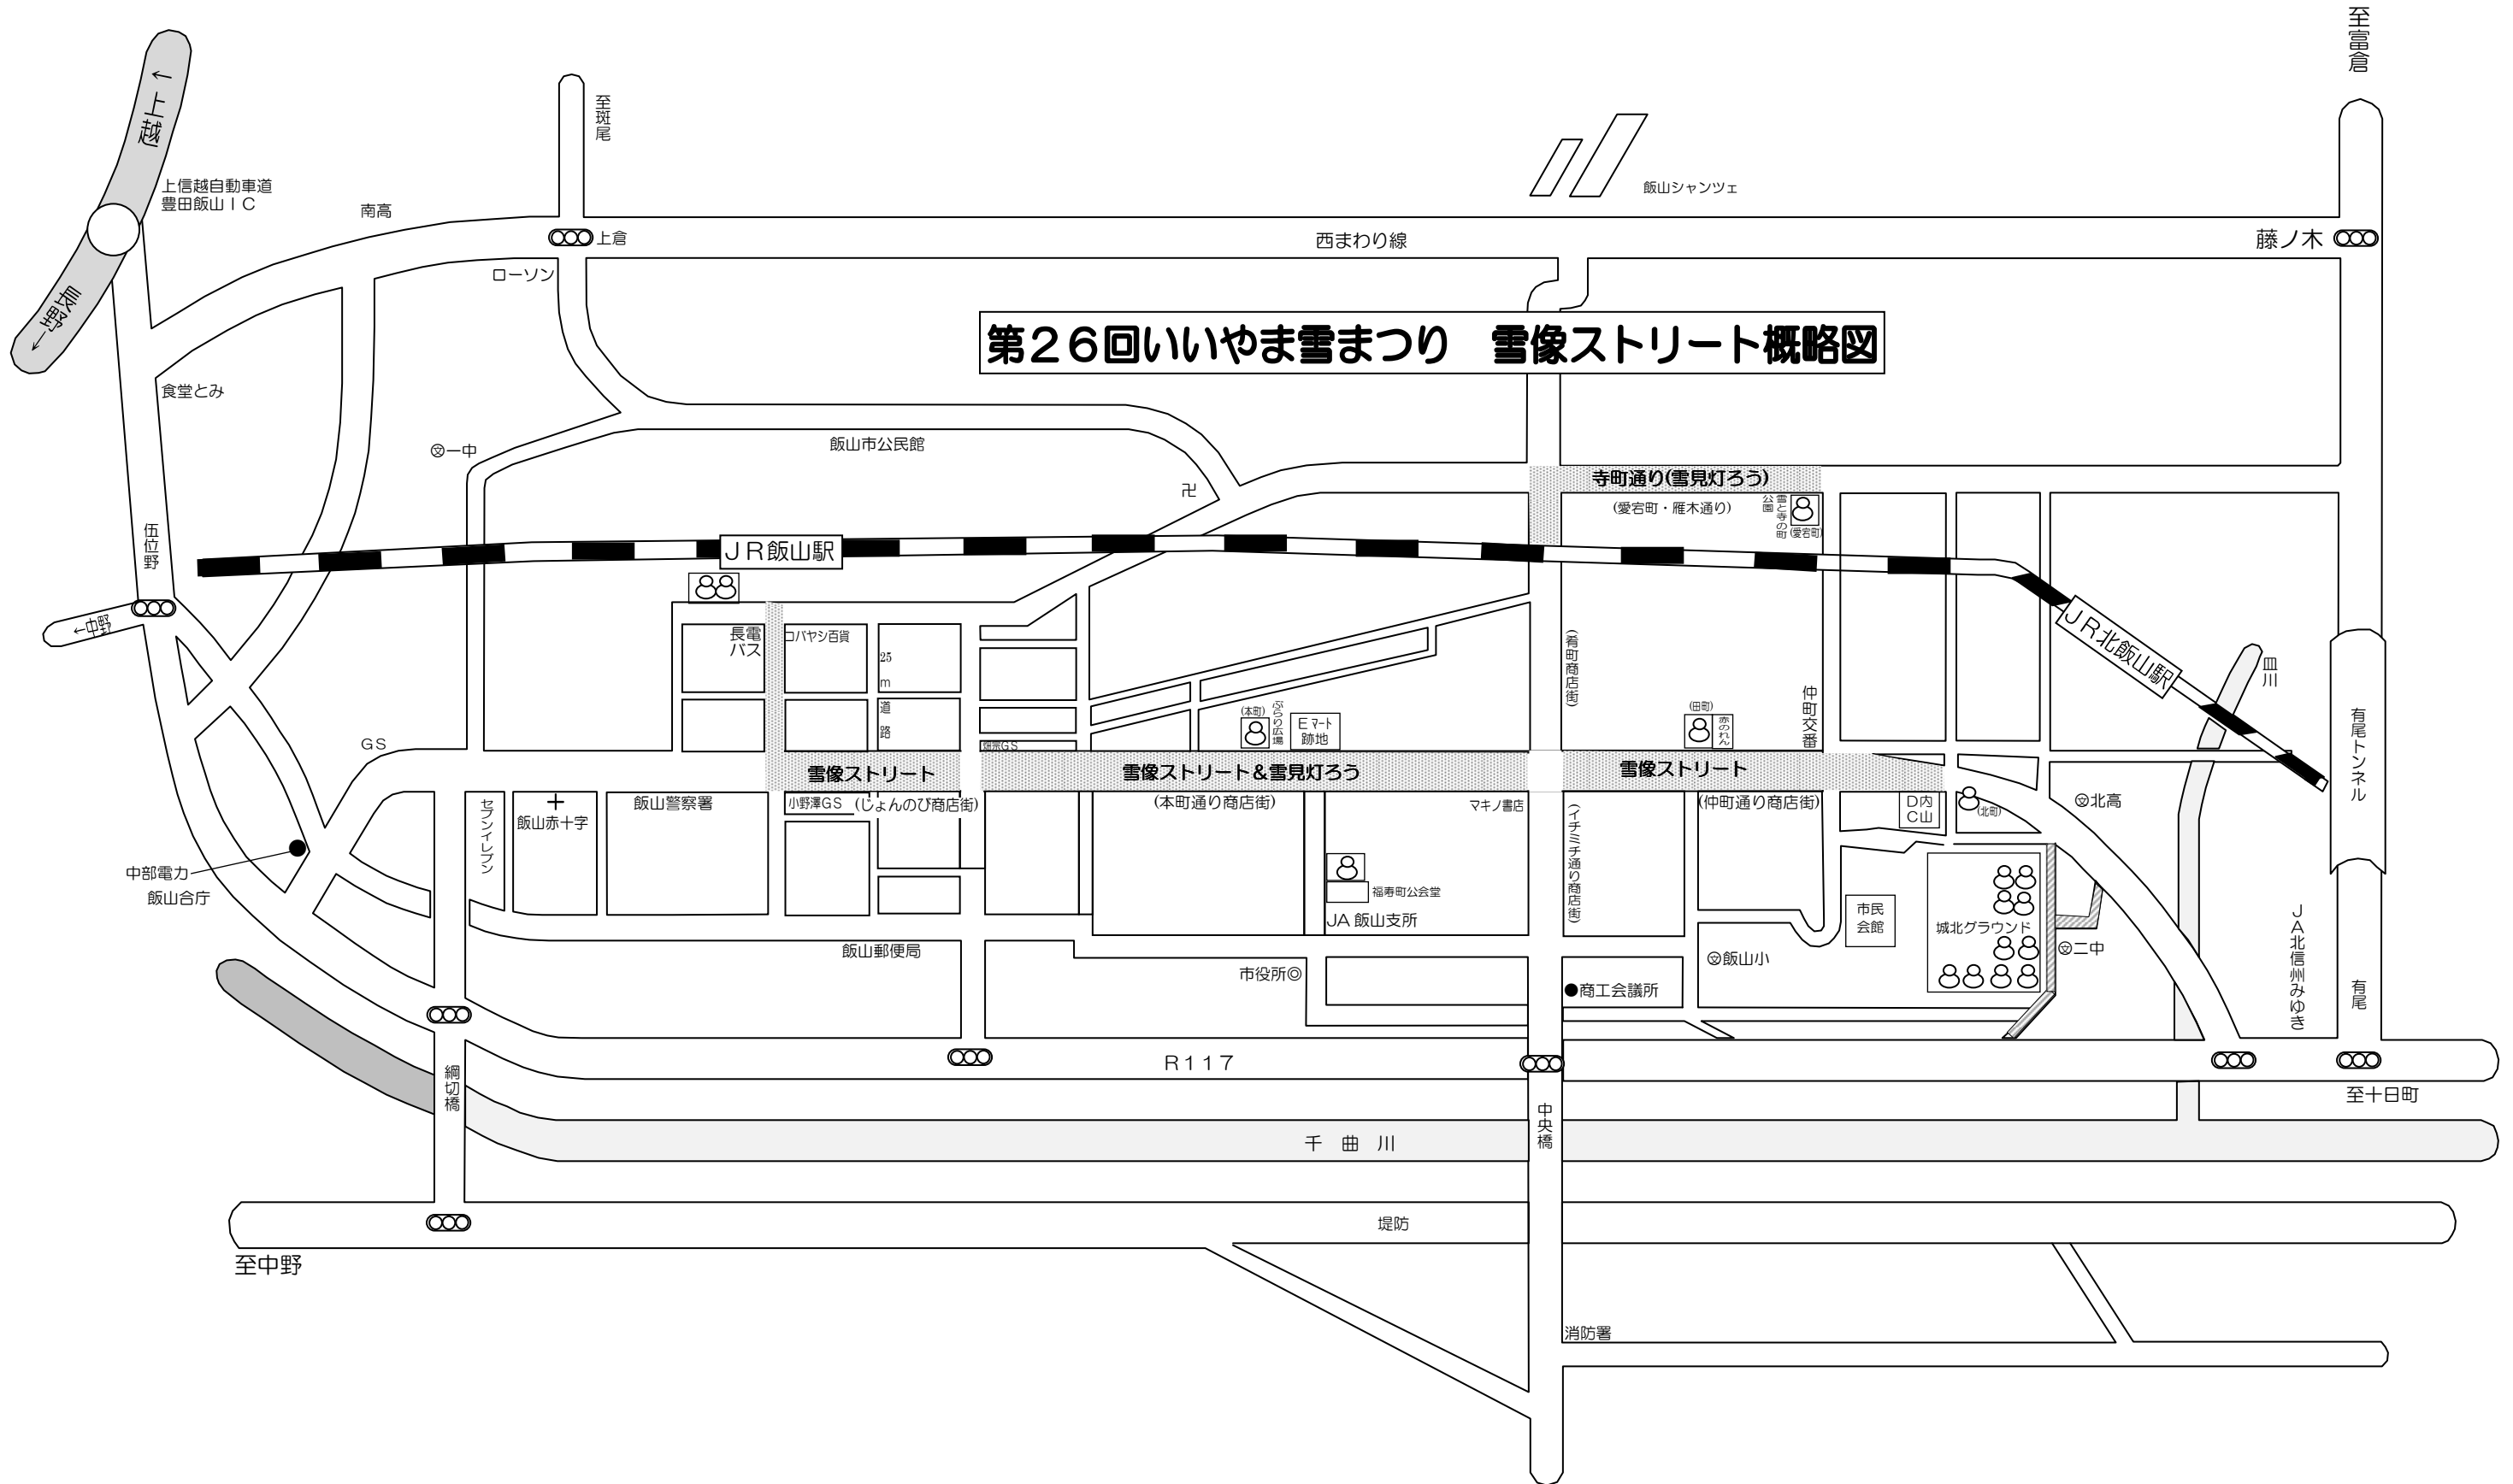 至富倉
←上越
至斑尾
上信越自動車道
豊田飯山ＩＣ
飯山シャンツェ
南高
上倉
西まわり線
藤ノ木
ローソン
長野→
第２６回いいやま雪まつり　雪像ストリート概略図
食堂とみ
㊛一中
飯山市公民館
寺町通り(雪見灯ろう)
卍
(愛宕町・雁木通り)
雪と寺の町
公園
(愛宕町)
伍位野
ＪＲ飯山駅
←中野
長電
バス
コバヤシ百貨
25
m
道
路
(肴町商店街)
ＪＲ北飯山駅
皿川
仲町交番
(本町)
ぷらり広場
Ｅマート
跡地
(田町)
赤のれん
有尾トンネル
ＧＳ
畑宗ＧＳ
雪像ストリート
雪像ストリート＆雪見灯ろう
雪像ストリート
セブンイレブン
飯山赤十字
飯山警察署
小野澤ＧＳ
(じょんのび商店街)
(本町通り商店街)
マキノ書店
(イチミチ通り商店街)
(仲町通り商店街)
Ｄ内
Ｃ山
(北町)
文北高
中部電力
飯山合庁
福寿町公会堂
JA 飯山支所
市民
会館
城北グラウンド
文二中
ＪＡ北信州みゆき
飯山郵便局
市役所◎
文飯山小
●商工会議所
有尾
綱切橋
Ｒ１１７
中央橋
至十日町
千　曲　川
堤防
至中野
消防署